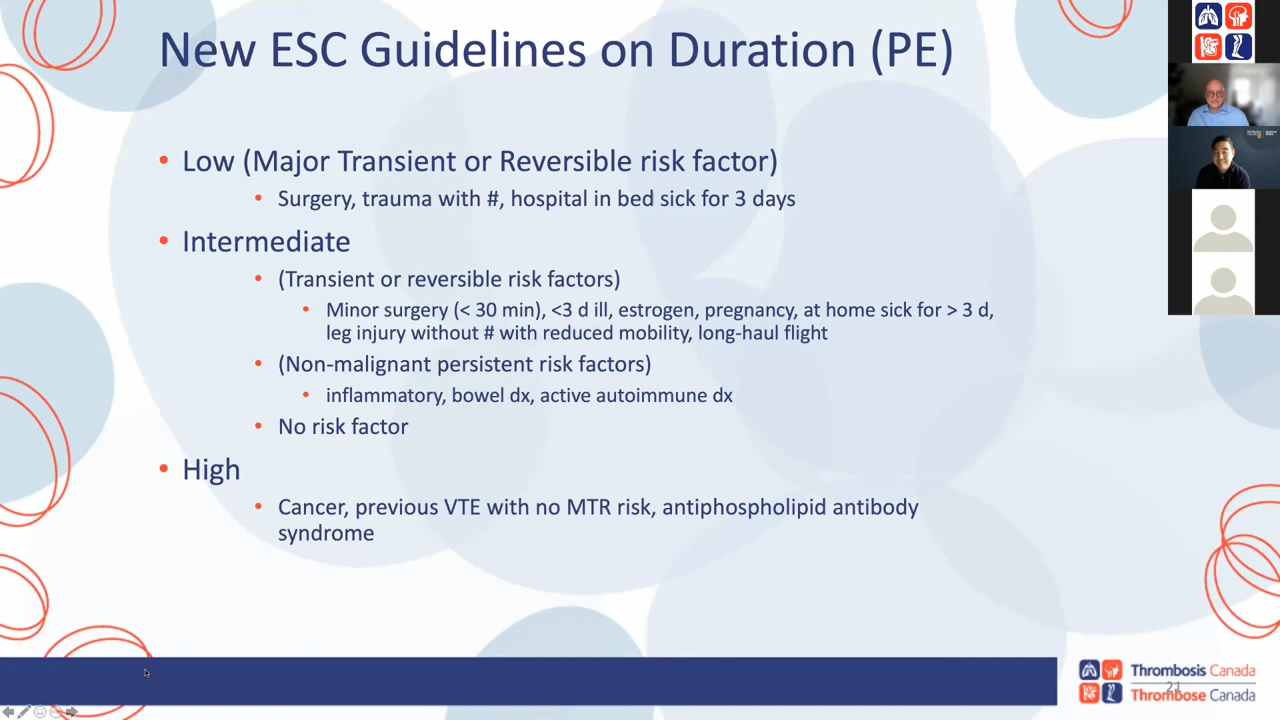 New ESC Guidelines on Duration (PE)
• Low (Major Transient or Reversible risk factor)
• Surgery, trauma with #, hospital in bed sick for 3 days
• Intermediate
• (Transient or reversible risk factors)
• Minor surgery (< 30 min), <3 d ill, estrogen, pregnancy, at home sick for > 3 d,
leg injury without # with reduced mobility, long-haul flight
• (Non-malignant persistent risk factors)
• inflammatory, bowel dx, active autoimmune dx
• No risk factor
• High
• Cancer, previous VTE with no MTR risk, antiphospholipid antibody
syndrome
Thrombosis Canada
21
Thrombose Canada